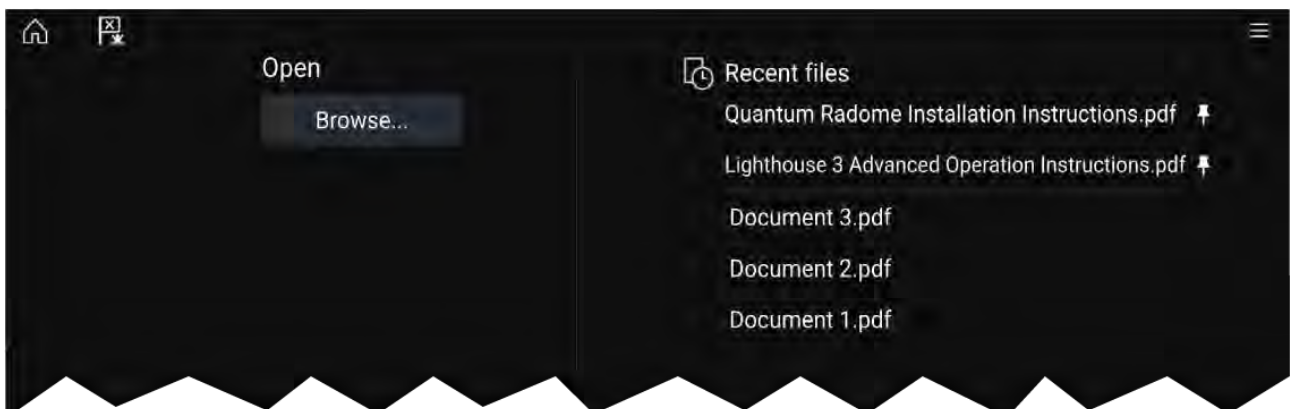 Open
Browse...
Recent files
Quantum Radome Installation Instructions.pdf
Lighthouse 3 Advanced Operation Instructions.pdf
Document 3.pdf
Document 2.pdf
Document 1.pdf